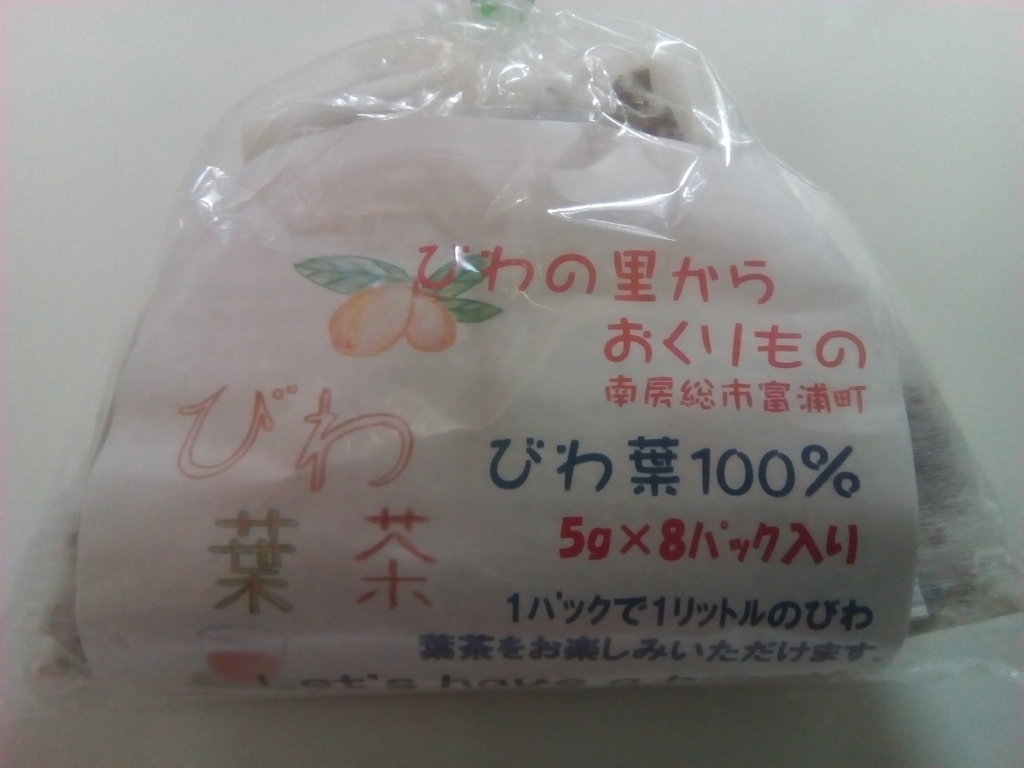 びわの里から
おくりもの
南房総市富浦町
びわ
葉茶
びわ葉100%
5g×8パック入り
1パックで1リットルのびわ
葉茶をお楽しみいただけます.
Let's have a